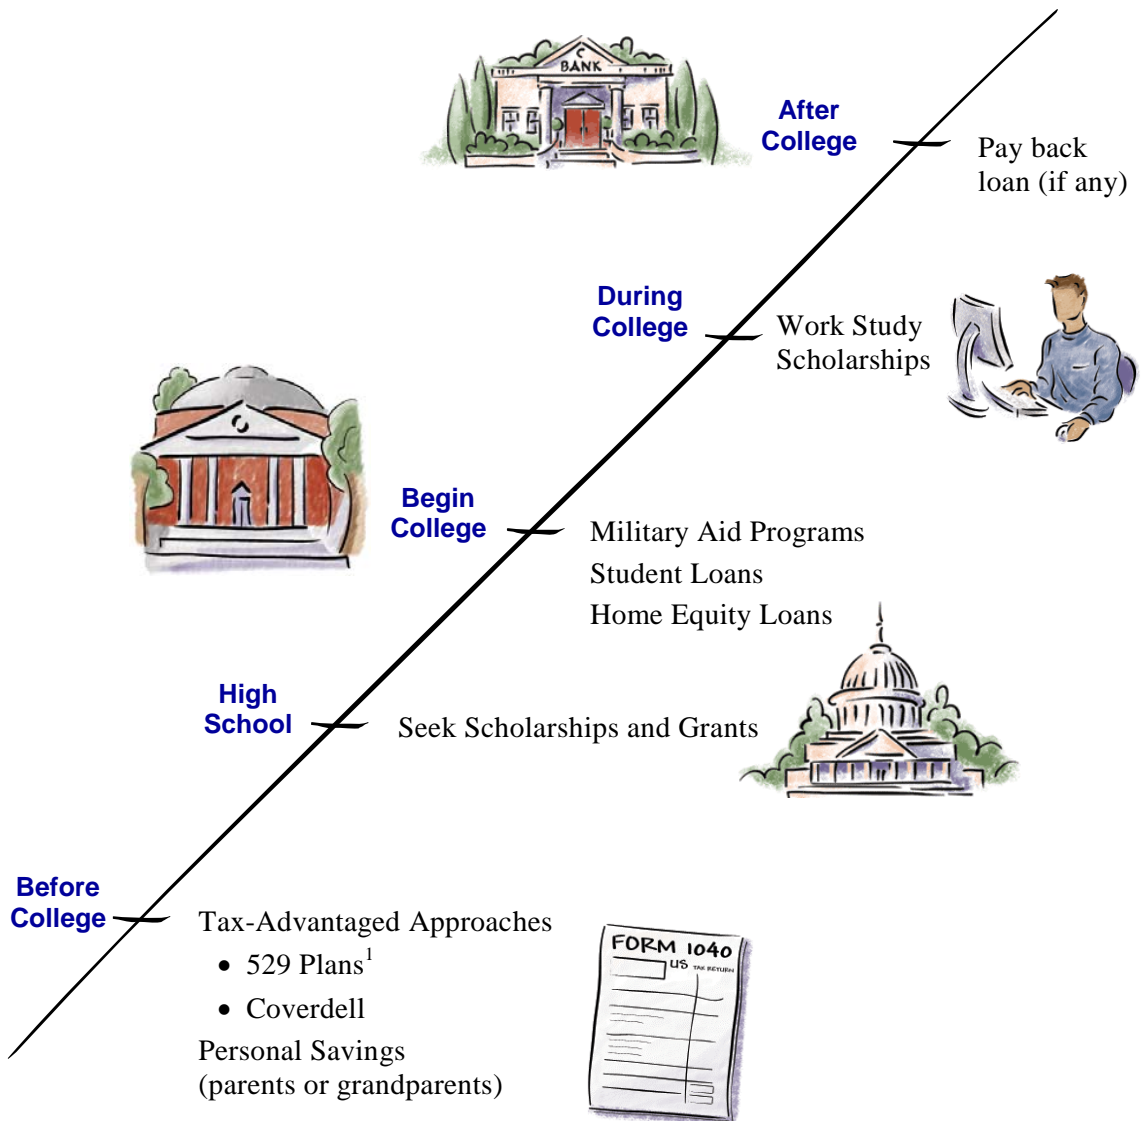 C
BANK
After
College
Pay back
loan (if any)
During
College
Work Study
Scholarships
Begin
College
Military Aid Programs
Student Loans
Home Equity Loans
High
School
Seek Scholarships and Grants
Before
College
Tax-Advantaged Approaches
• 529 Plans¹
• Coverdell
Personal Savings
(parents or grandparents)
FORM 1040
US TAX RETURN